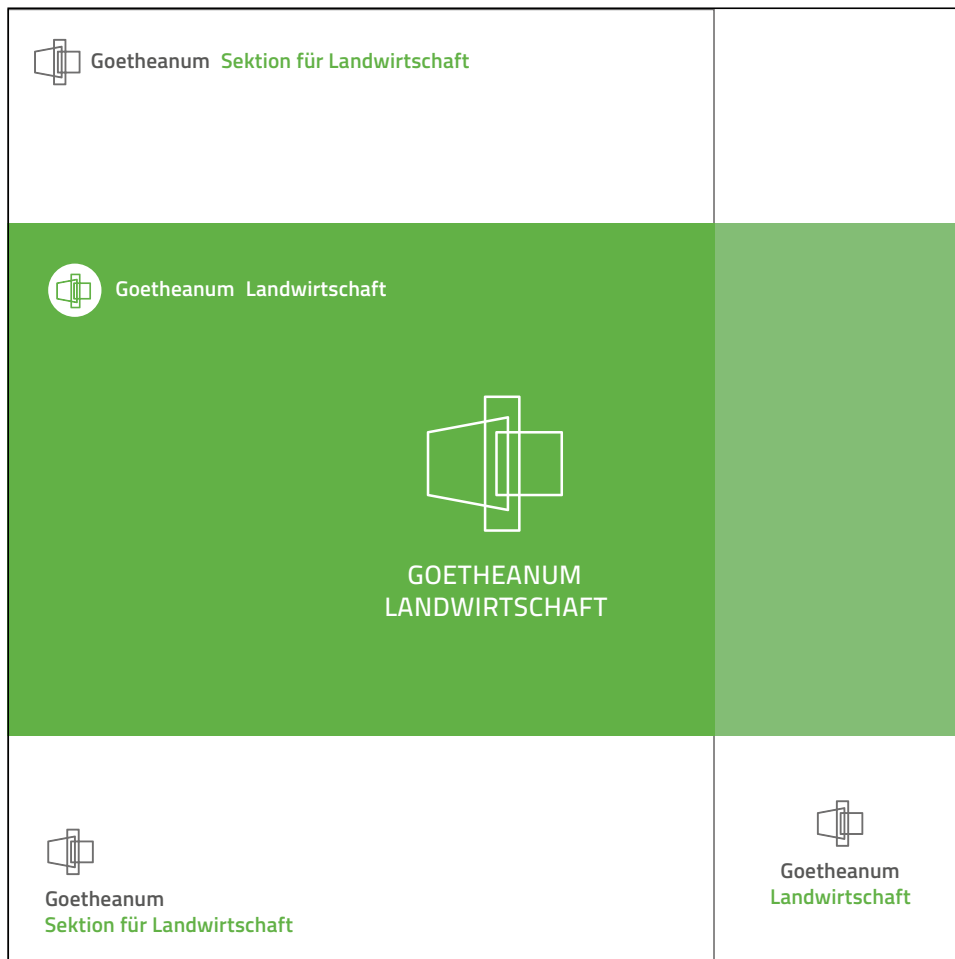 Goetheanum Sektion für Landwirtschaft
Goetheanum Landwirtschaft
GOETHEANUM
LANDWIRTSCHAFT
Goetheanum
Sektion für Landwirtschaft
Goetheanum
Landwirtschaft